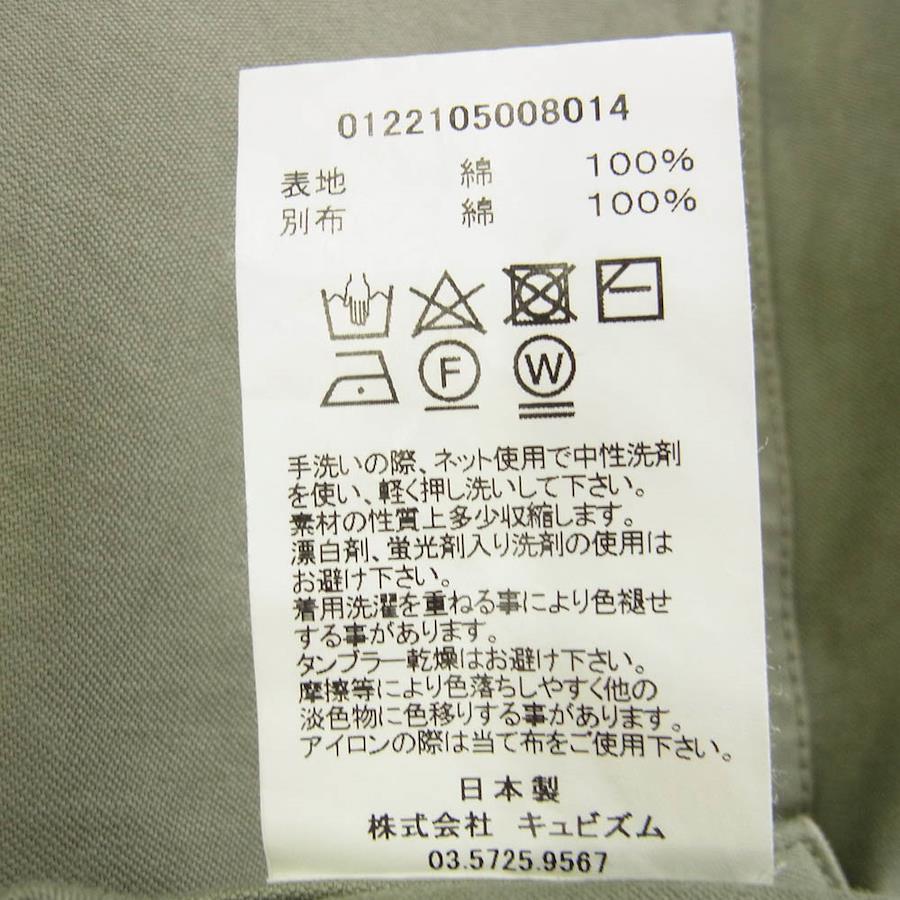 0122105008014
表地 綿 100%
別布 綿 100%
F W
手洗いの際、ネット使用で中性洗剤
を使い、軽く押し洗いして下さい。
素材の性質上多少収縮します。
漂白剤、蛍光剤入り洗剤の使用は
お避け下さい。
着用洗濯を重ねる事により色褪せ
する事があります。
タンブラー乾燥はお避け下さい。
摩擦等により色落ちしやすく他の
淡色物に色移りする事があります。
アイロンの際は当て布をご使用下さい。
日本製
株式会社 キュビズム
03.5725.9567